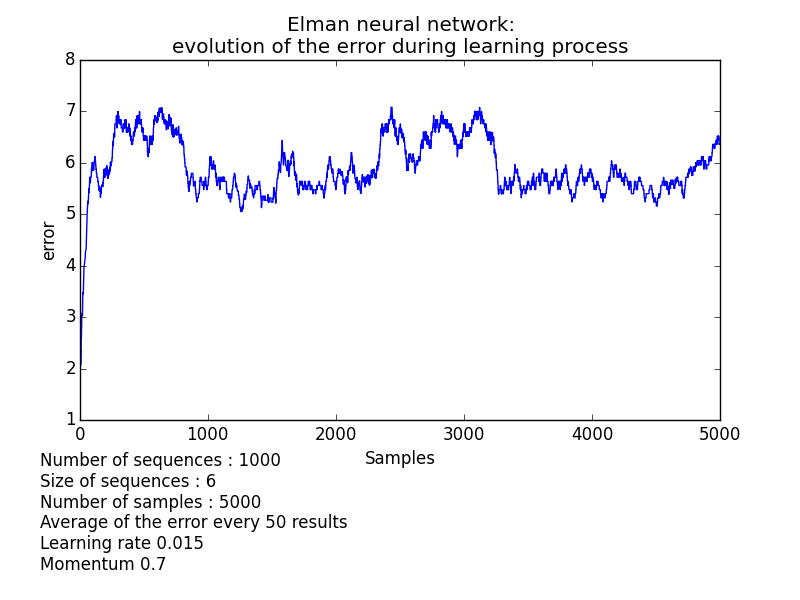 Elman neural network:
evolution of the error during learning process
8
7
6
5
4
3
2
1
error
0 1000 2000 3000 4000 5000
Samples
Number of sequences : 1000
Size of sequences : 6
Number of samples : 5000
Average of the error every 50 results
Learning rate 0.015
Momentum 0.7